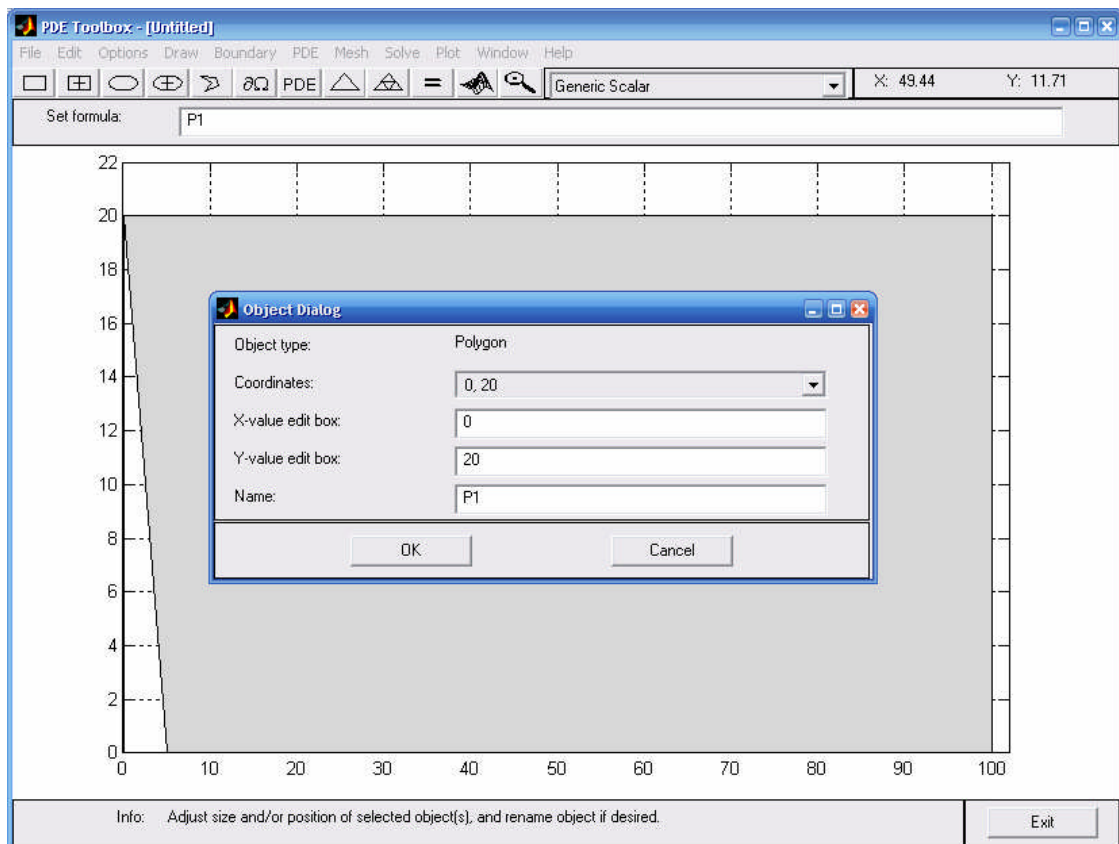 PDE Toolbox - [Untitled]
File Edit Options Draw Boundary PDE Mesh Solve Plot Window Help
∂Ω PDE = Generic Scalar X: 49.44 Y: 11.71
Set formula: P1
22
20
18
16
14
12
10
8
6
4
2
0
0 10 20 30 40 50 60 70 80 90 100
Object Dialog
Object type: Polygon
Coordinates: 0, 20
X-value edit box: 0
Y-value edit box: 20
Name: P1
OK Cancel
Info: Adjust size and/or position of selected object(s), and rename object if desired.
Exit